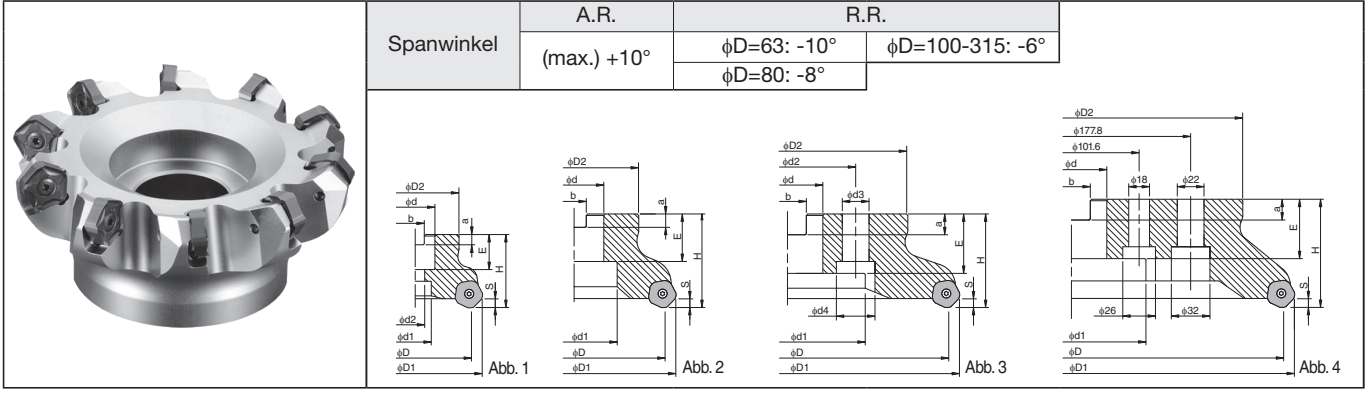 Spanwinkel
A.R.
R.R.
(max.) +10°
ϕD=63: -10°
ϕD=100-315: -6°
ϕD=80: -8°
ϕD2
ϕd
b
a
E
H
S
ϕd2
ϕd1
ϕD
ϕD1
Abb. 1
ϕD2
ϕd
b
a
E
H
S
ϕd1
ϕD
ϕD1
Abb. 2
ϕD2
ϕd2
ϕd
ϕd3
b
a
E
H
S
ϕd4
ϕd1
ϕD
ϕD1
Abb. 3
ϕD2
ϕ177.8
ϕ101.6
ϕd
ϕ18
ϕ22
b
a
E
H
S
ϕ26
ϕ32
ϕd1
ϕD
ϕD1
Abb. 4